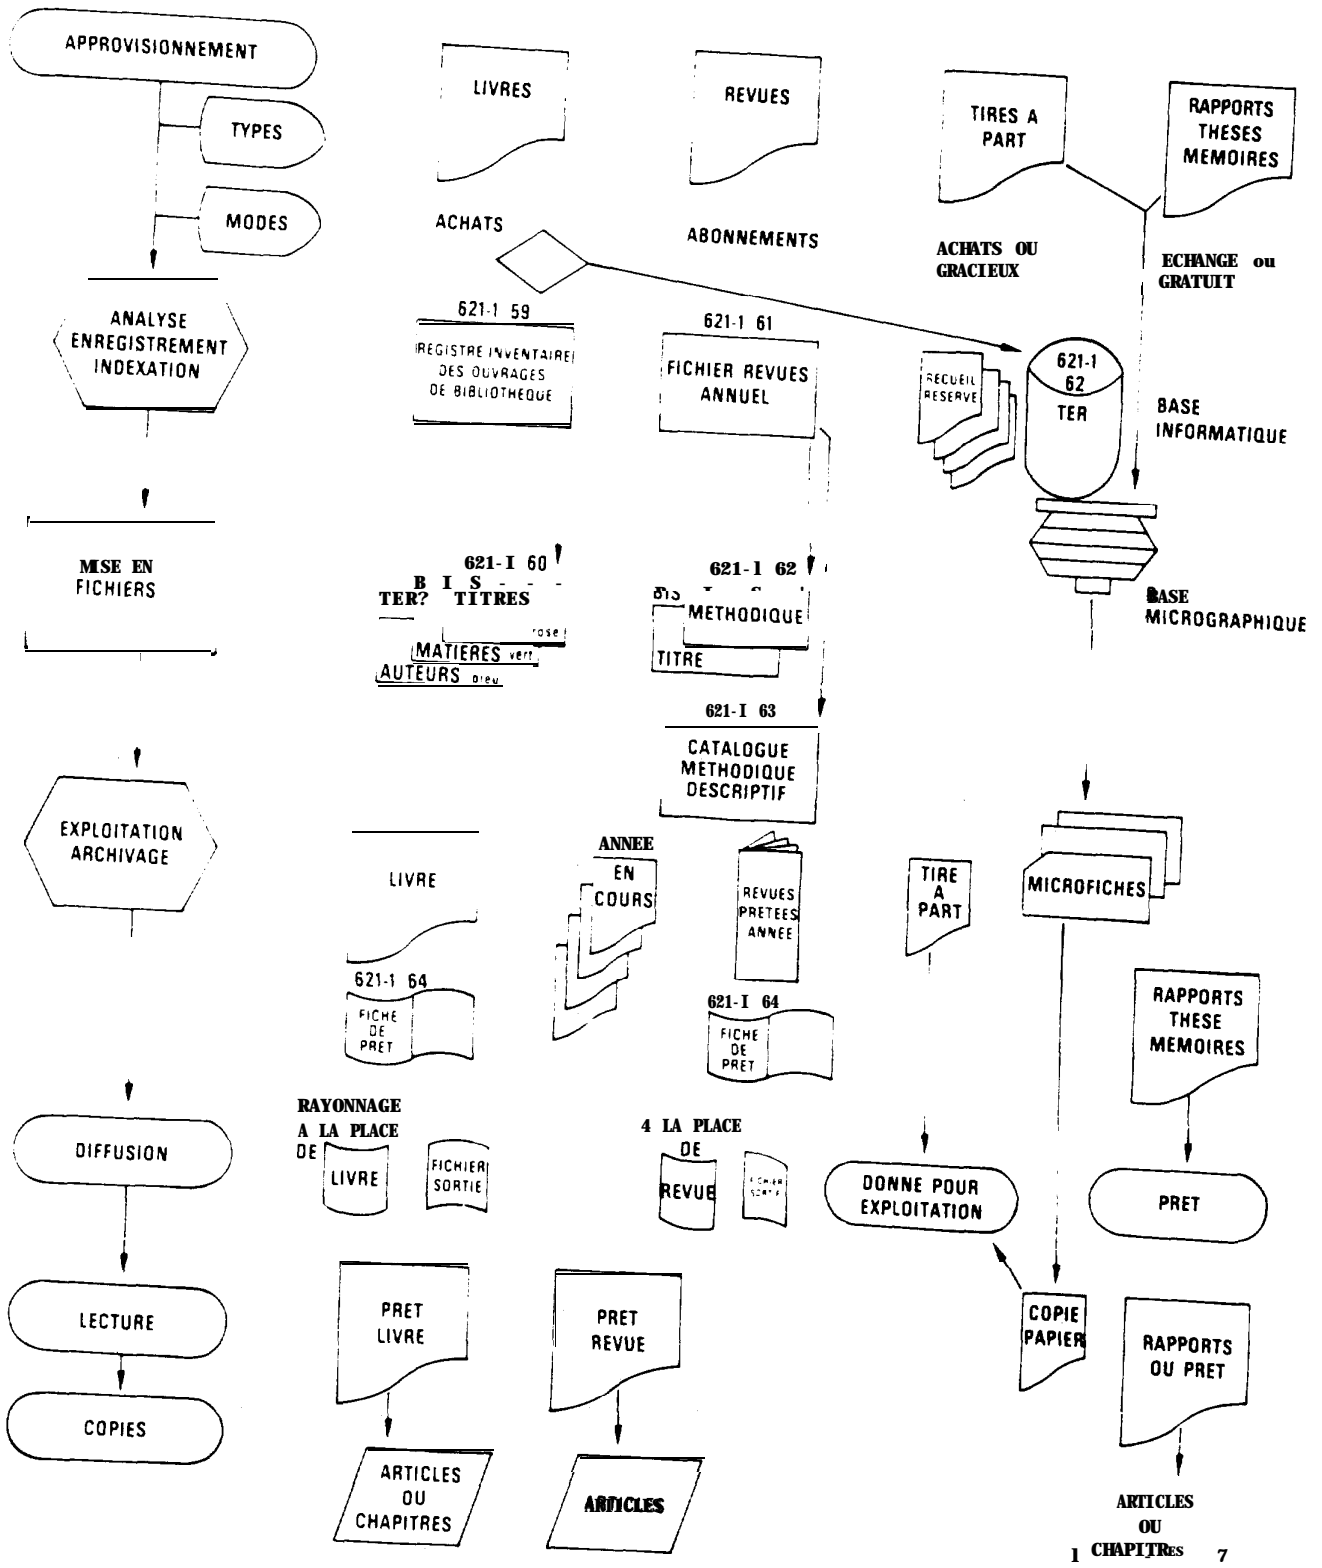 APPROVISIONNEMENT
TYPES
MODES
LIVRES
REVUES
TIRES A
PART
RAPPORTS
THESES
MEMOIRES
ACHATS
ABONNEMENTS
ACHATS OU
GRACIEUX
ECHANGE ou
GRATUIT
ANALYSE
ENREGISTREMENT
INDEXATION
621-1 59
REGISTRE INVENTAIRE
DES OUVRAGES
DE BIBLIOTHEQUE
621-1 61
FICHIER REVUES
ANNUEL
RECUEIL
RESERVE
621-1
62
TER
BASE
INFORMATIQUE
MISE EN
FICHIERS
621-I 60
B I S - - -
TER? TITRES
rose
MATIERES vert
AUTEURS bleu
621-1 62
BIS
METHODIQUE
TITRE
BASE
MICROGRAPHIQUE
621-I 63
CATALOGUE
METHODIQUE
DESCRIPTIF
EXPLOITATION
ARCHIVAGE
LIVRE
ANNEE
EN
COURS
REVUES
PRETEES
ANNEE
TIRE
A
PART
MICROFICHES
621-1 64
FICHE
DE
PRET
621-I 64
FICHE
DE
PRET
RAPPORTS
THESE
MEMOIRES
DIFFUSION
RAYONNAGE
A LA PLACE
DE
LIVRE
FICHIER
SORTIE
4 LA PLACE
DE
REVUE
FICHIER
SORTIE
DONNE POUR
EXPLOITATION
PRET
LECTURE
PRET
LIVRE
PRET
REVUE
COPIE
PAPIER
RAPPORTS
OU PRET
COPIES
ARTICLES
OU
CHAPITRES
ARTICLES
ARTICLES
OU
CHAPITRES
1 7